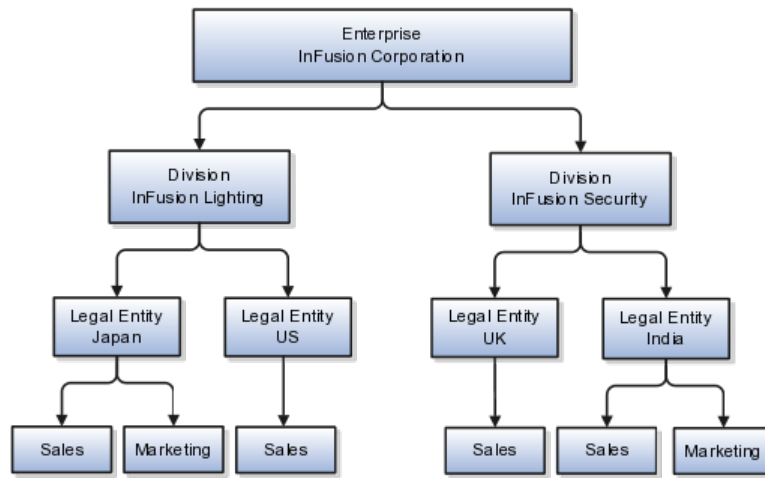 Enterprise
InFusion Corporation
Division
InFusion Lighting
Division
InFusion Security
Legal Entity
Japan
Legal Entity
US
Legal Entity
UK
Legal Entity
India
Sales
Marketing
Sales
Sales
Sales
Marketing